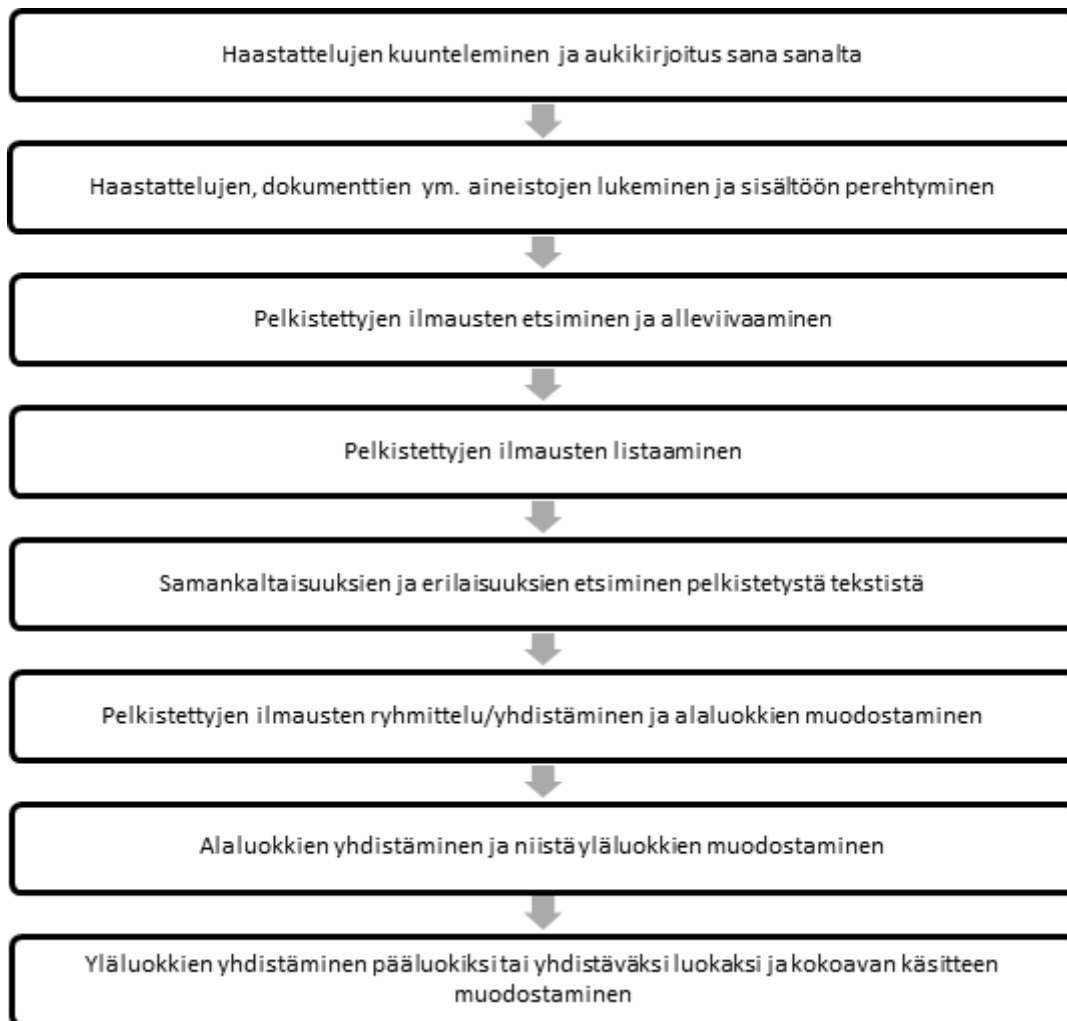 Haastattelujen kuunteleminen ja aukikirjoitus sana sanalta
Haastattelujen, dokumenttien ym. aineistojen lukeminen ja sisältöön perehtyminen
Pelkistettyjen ilmausten etsiminen ja alleviivaaminen
Pelkistettyjen ilmausten listaaminen
Samankaltaisuuksien ja erilaisuuksien etsiminen pelkistetystä tekstistä
Pelkistettyjen ilmausten ryhmittelu/yhdistäminen ja alaluokkien muodostaminen
Alaluokkien yhdistäminen ja niistä yläluokkien muodostaminen
Yläluokkien yhdistäminen pääluokiksi tai yhdistäväksi luokaksi ja kokoavan käsitteen
muodostaminen